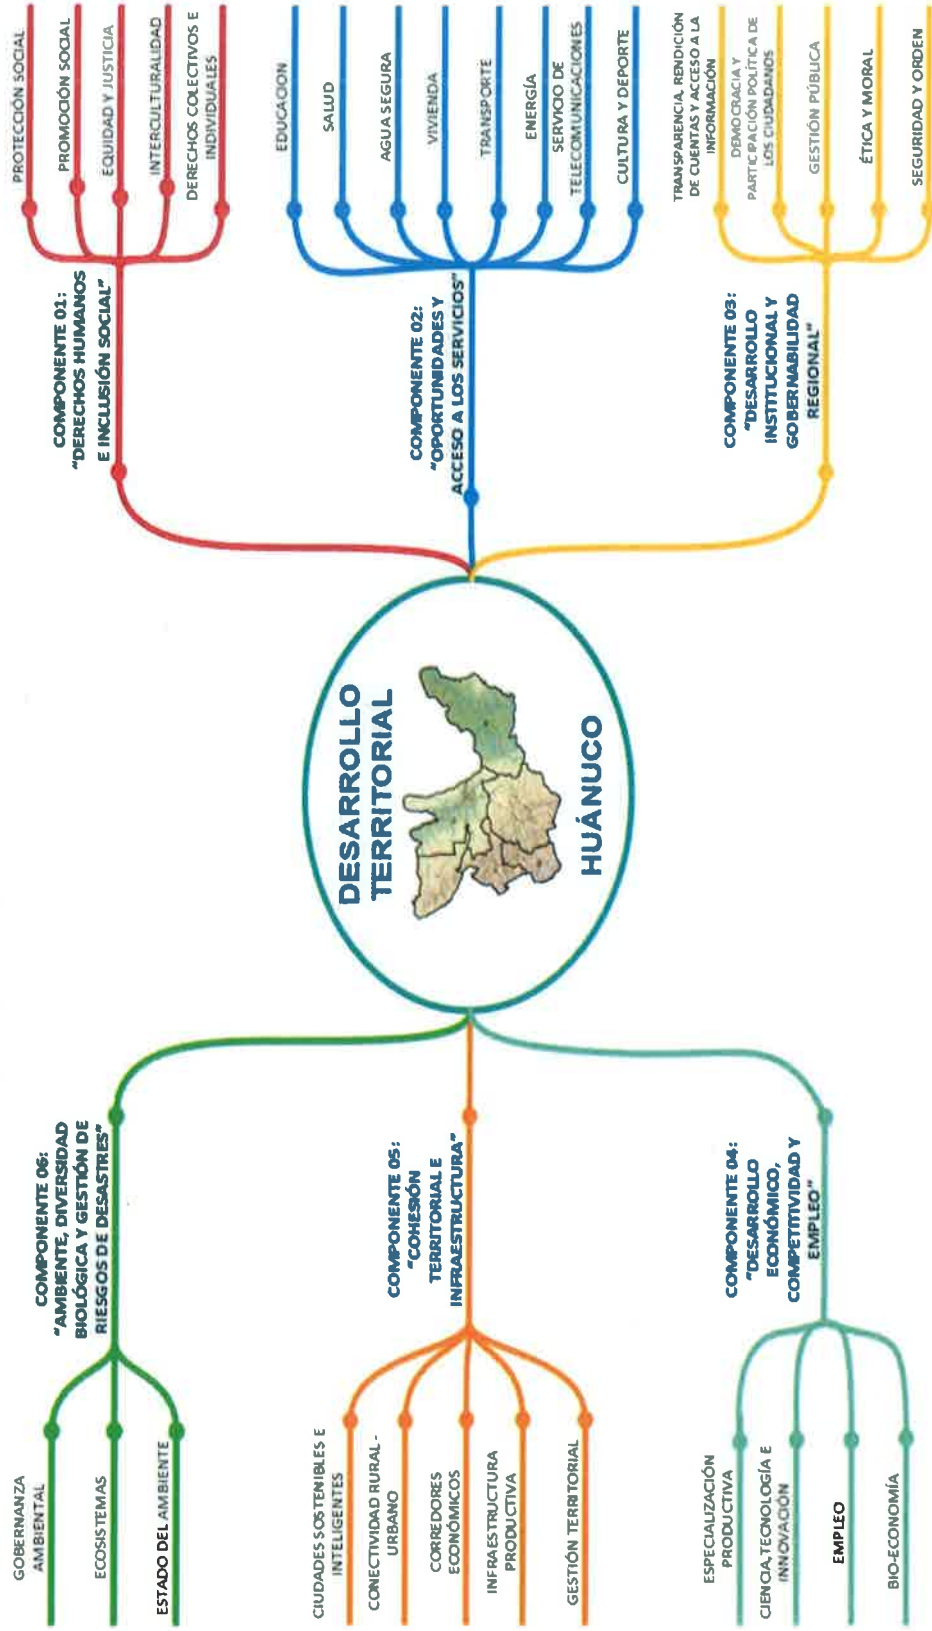 DESARROLLO
TERRITORIAL
HUÁNUCO
COMPONENTE 01:
"DERECHOS HUMANOS
E INCLUSIÓN SOCIAL"
PROTECCIÓN SOCIAL
PROMOCIÓN SOCIAL
EQUIDAD Y JUSTICIA
INTERCULTURALIDAD
DERECHOS COLECTIVOS E
INDIVIDUALES
COMPONENTE 02:
"OPORTUNIDADES Y
ACCESO A LOS SERVICIOS"
EDUCACION
SALUD
AGUA SEGURA
VIVIENDA
TRANSPORTE
ENERGÍA
SERVICIO DE
TELECOMUNICACIONES
CULTURA Y DEPORTE
COMPONENTE 03:
"DESARROLLO
INSTITUCIONAL Y
GOBERNABILIDAD
REGIONAL"
TRANSPARENCIA, RENDICIÓN
DE CUENTAS Y ACCESO A LA
INFORMACIÓN
DEMOCRACIA Y
PARTICIPACIÓN POLÍTICA DE
LOS CIUDADANOS
GESTIÓN PÚBLICA
ÉTICA Y MORAL
SEGURIDAD Y ORDEN
COMPONENTE 06:
"AMBIENTE, DIVERSIDAD
BIOLÓGICA Y GESTIÓN DE
RIESGOS DE DESASTRES"
GOBERNANZA
AMBIENTAL
ECOSISTEMAS
ESTADO DEL AMBIENTE
COMPONENTE 05:
"COHESIÓN
TERRITORIAL E
INFRAESTRUCTURA"
CIUDADES SOSTENIBLES E
INTELIGENTES
CONECTIVIDAD RURAL -
URBANO
CORREDORES
ECONÓMICOS
INFRAESTRUCTURA
PRODUCTIVA
GESTIÓN TERRITORIAL
COMPONENTE 04:
"DESARROLLO
ECONÓMICO,
COMPETITIVIDAD Y
EMPLEO"
ESPECIALIZACIÓN
PRODUCTIVA
CIENCIA, TECNOLOGÍA E
INNOVACIÓN
EMPLEO
BIO-ECONOMÍA